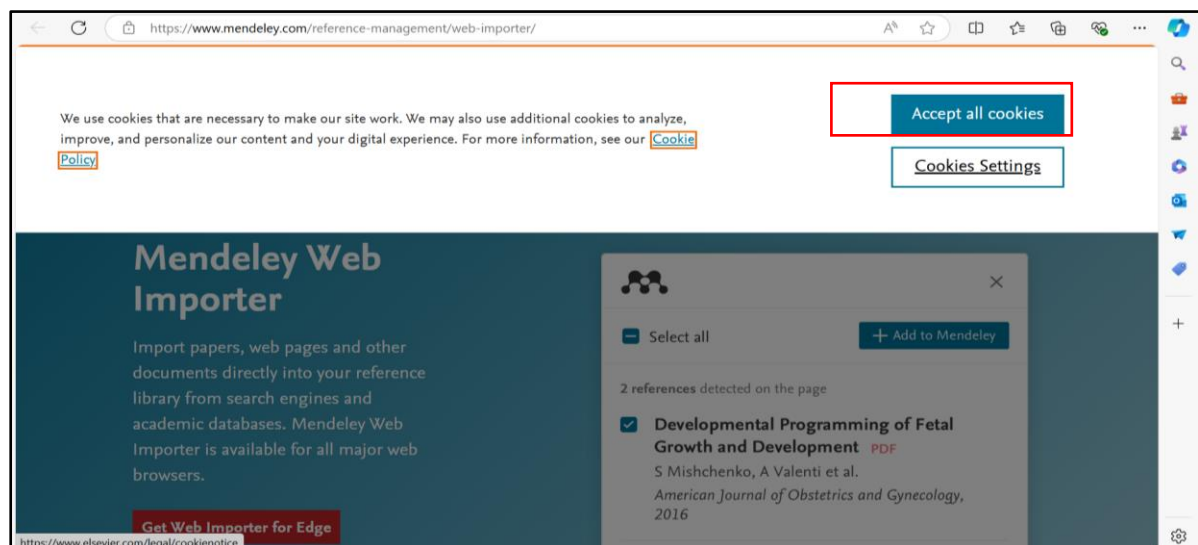 https://www.mendeley.com/reference-management/web-importer/
We use cookies that are necessary to make our site work. We may also use additional cookies to analyze,
improve, and personalize our content and your digital experience. For more information, see our Cookie
Policy
Accept all cookies
Cookies Settings
Mendeley Web
Importer
Import papers, web pages and other
documents directly into your reference
library from search engines and
academic databases. Mendeley Web
Importer is available for all major web
browsers.
Get Web Importer for Edge
Select all
+ Add to Mendeley
2 references detected on the page
Developmental Programming of Fetal
Growth and Development PDF
S Mishchenko, A Valenti et al.
American Journal of Obstetrics and Gynecology,
2016
https://www.elsevier.com/legal/cookienotice